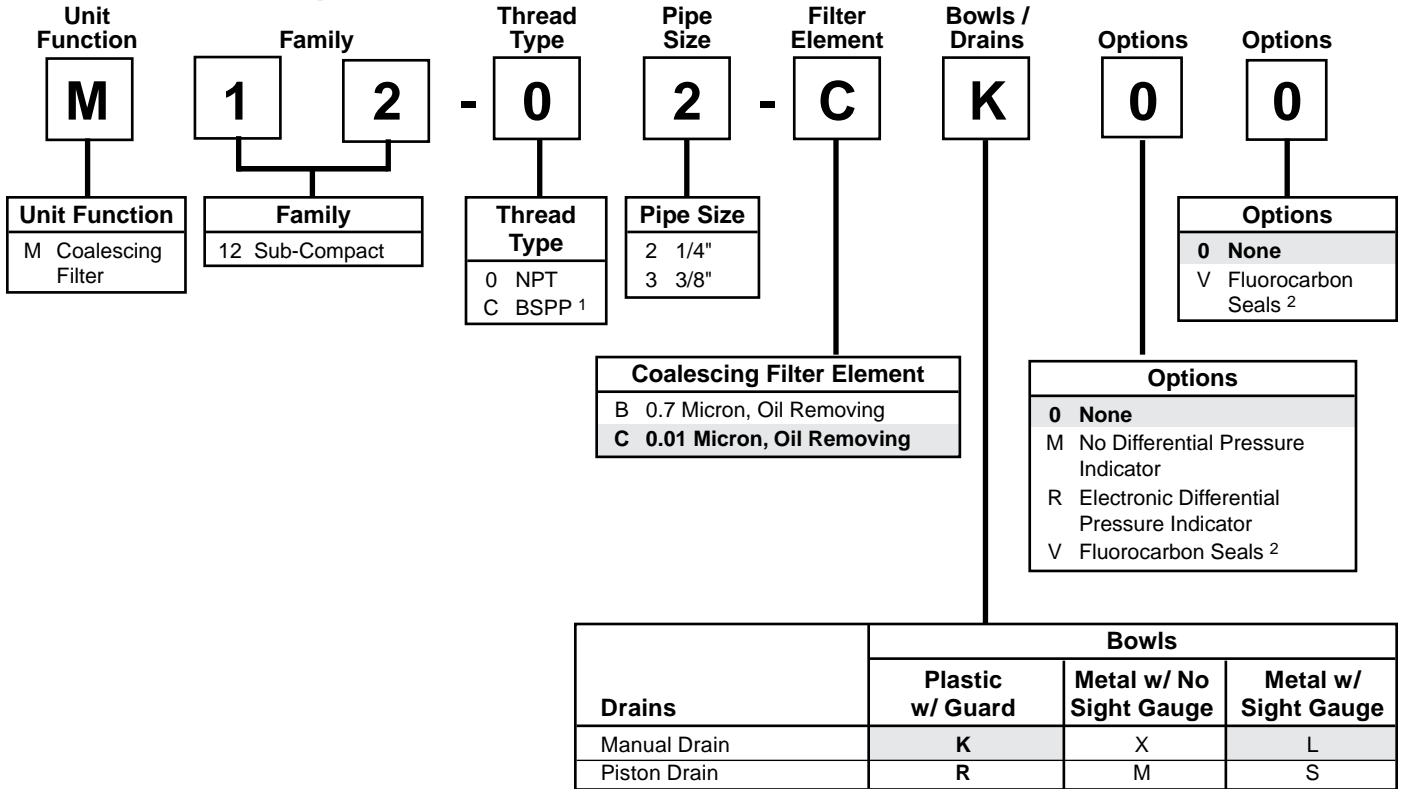 Unit Function
Family
Thread Type
Pipe Size
Filter Element
Bowls / Drains
Options
Options
M 1 2 - 0 2 - C K 0 0
Unit Function
M Coalescing
Filter
Family
12 Sub-Compact
Thread
Type
0 NPT
C BSPP 1
Pipe Size
2 1/4"
3 3/8"
Options
0 None
V Fluorocarbon
Seals 2
Coalescing Filter Element
B 0.7 Micron, Oil Removing
C 0.01 Micron, Oil Removing
Options
0 None
M No Differential Pressure
Indicator
R Electronic Differential
Pressure Indicator
V Fluorocarbon Seals 2
Bowls
Drains
Plastic
w/ Guard
Metal w/ No
Sight Gauge
Metal w/
Sight Gauge
Manual Drain K X L
Piston Drain R M S